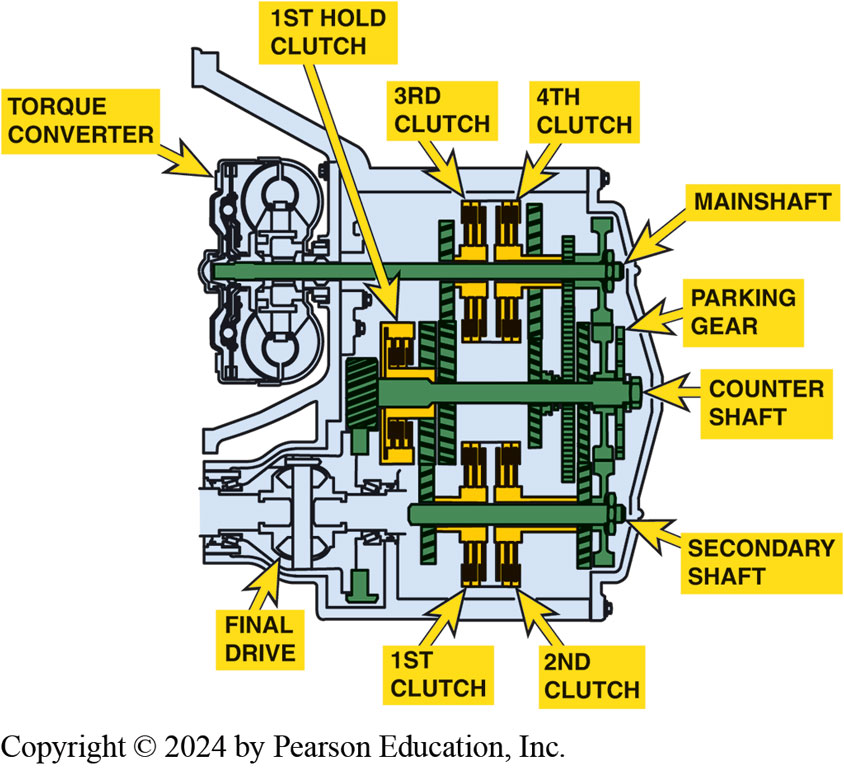 1ST HOLD
CLUTCH
TORQUE
CONVERTER
3RD
CLUTCH
4TH
CLUTCH
MAINSHAFT
PARKING
GEAR
COUNTER
SHAFT
SECONDARY
SHAFT
FINAL
DRIVE
1ST
CLUTCH
2ND
CLUTCH
Copyright © 2024 by Pearson Education, Inc.